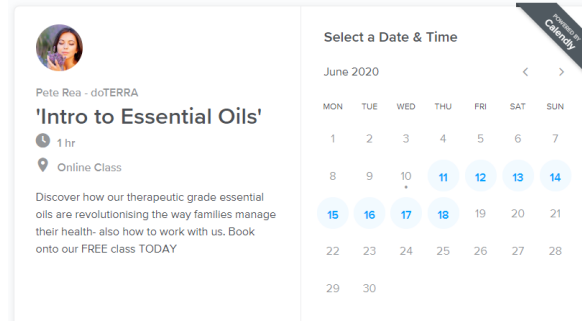 Pete Rea - doTERRA
'Intro to Essential Oils'
1 hr
Online Class
Discover how our therapeutic grade essential
oils are revolutionising the way families manage
their health- also how to work with us. Book
onto our FREE class TODAY
Select a Date & Time
POWERED BY
Calendly
June 2020
MON TUE WED THU FRI SAT SUN
1 2 3 4 5 6 7
8 9 10 11 12 13 14
15 16 17 18 19 20 21
22 23 24 25 26 27 28
29 30